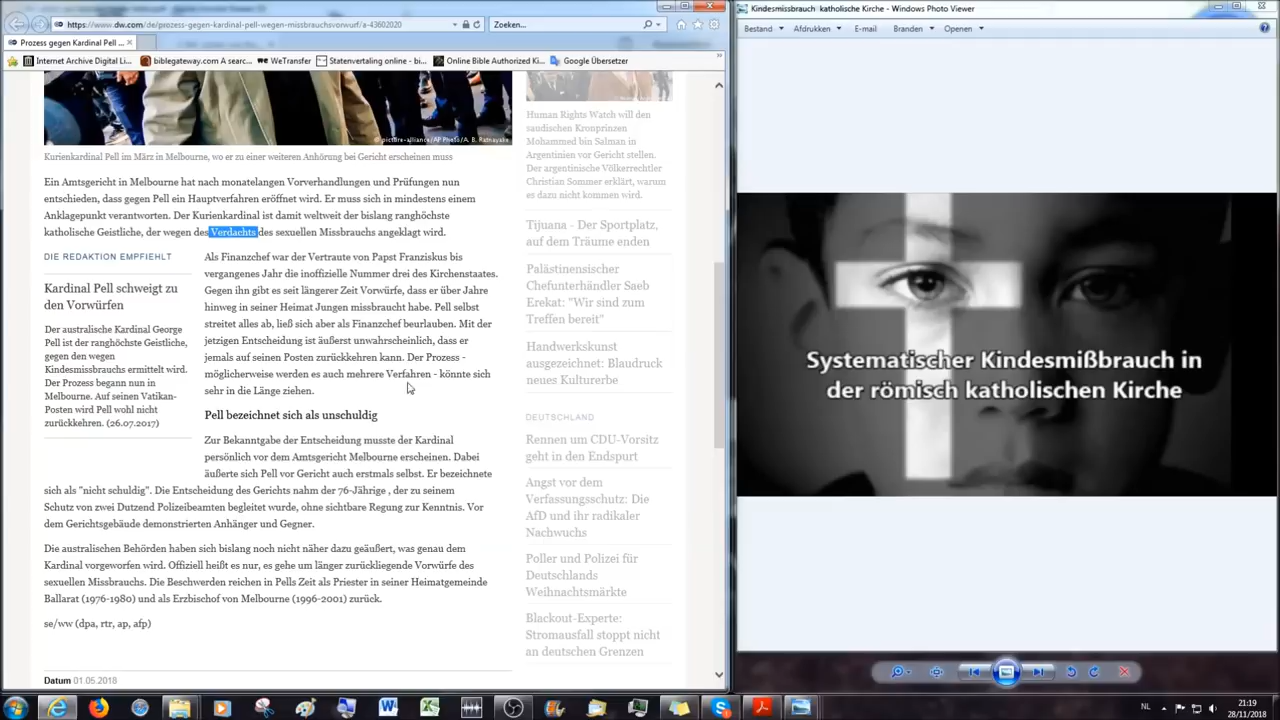 https://www.dw.com/de/prozess-gegen-kardinal-pell-wegen-missbrauchsvorwurf/a-43602020
Zoeken...
Prozess gegen Kardinal Pell ...
Internet Archive Digital Li...
biblegateway.com A searc...
WeTransfer
Statenvertaling online - bi...
Online Bible Authorized Ki...
Google Übersetzer
© picture-alliance/AP Photo/A. B. Ratnayake
Kurienkardinal Pell im März in Melbourne, wo er zu einer weiteren Anhörung bei Gericht erscheinen muss
Ein Amtsgericht in Melbourne hat nach monatelangen Vorverhandlungen und Prüfungen nun
entschieden, dass gegen Pell ein Hauptverfahren eröffnet wird. Er muss sich in mindestens einem
Anklagepunkt verantworten. Der Kurienkardinal ist damit weltweit der bislang ranghöchste
katholische Geistliche, der wegen des Verdachts des sexuellen Missbrauchs angeklagt wird.
DIE REDAKTION EMPFIEHLT
Kardinal Pell schweigt zu
den Vorwürfen
Der australische Kardinal George
Pell ist der ranghöchste Geistliche,
gegen den wegen
Kindesmissbrauchs ermittelt wird.
Der Prozess begann nun in
Melbourne. Auf seinen Vatikan-
Posten wird Pell wohl nicht
zurückkehren. (26.07.2017)
Als Finanzchef war der Vertraute von Papst Franziskus bis
vergangenes Jahr die inoffizielle Nummer drei des Kirchenstaates.
Gegen ihn gibt es seit längerer Zeit Vorwürfe, dass er über Jahre
hinweg in seiner Heimat Jungen missbraucht habe. Pell selbst
streitet alles ab, ließ sich aber als Finanzchef beurlauben. Mit der
jetzigen Entscheidung ist äußerst unwahrscheinlich, dass er
jemals auf seinen Posten zurückkehren kann. Der Prozess -
möglicherweise werden es auch mehrere Verfahren - könnte sich
sehr in die Länge ziehen.
Pell bezeichnet sich als unschuldig
Zur Bekanntgabe der Entscheidung musste der Kardinal
persönlich vor dem Amtsgericht Melbourne erscheinen. Dabei
äußerte sich Pell vor Gericht auch erstmals selbst. Er bezeichnete
sich als "nicht schuldig". Die Entscheidung des Gerichts nahm der 76-Jährige , der zu seinem
Schutz von zwei Dutzend Polizeibeamten begleitet wurde, ohne sichtbare Regung zur Kenntnis. Vor
dem Gerichtsgebäude demonstrierten Anhänger und Gegner.
Die australischen Behörden haben sich bislang noch nicht näher dazu geäußert, was genau dem
Kardinal vorgeworfen wird. Offiziell heißt es nur, es gehe um länger zurückliegende Vorwürfe des
sexuellen Missbrauchs. Die Beschwerden reichen in Pells Zeit als Priester in seiner Heimatgemeinde
Ballarat (1976-1980) und als Erzbischof von Melbourne (1996-2001) zurück.
se/ww (dpa, rtr, ap, afp)
Datum 01.05.2018
Human Rights Watch will den
saudischen Kronprinzen
Mohammed bin Salman in
Argentinien vor Gericht stellen.
Der argentinische Völkerrechtler
Christian Sommer erklärt, warum
es dazu nicht kommen wird.
Tijuana - Der Sportplatz,
auf dem Träume enden
Palästinensischer
Chefunterhändler Saeb
Erekat: "Wir sind zum
Treffen bereit"
Handwerkskunst
ausgezeichnet: Blaudruck
neues Kulturerbe
DEUTSCHLAND
Rennen um CDU-Vorsitz
geht in den Endspurt
Angst vor dem
Verfassungsschutz: Die
AfD und ihr radikaler
Nachwuchs
Poller und Polizei für
Deutschlands
Weihnachtsmärkte
Blackout-Experte:
Stromausfall stoppt nicht
an deutschen Grenzen
Kindesmissbrauch katholische Kirche - Windows Photo Viewer
Bestand
Afdrukken
E-mail
Branden
Openen
Systematischer Kindesmißbrauch in
der römisch katholischen Kirche
NL
21:19
28/11/2018